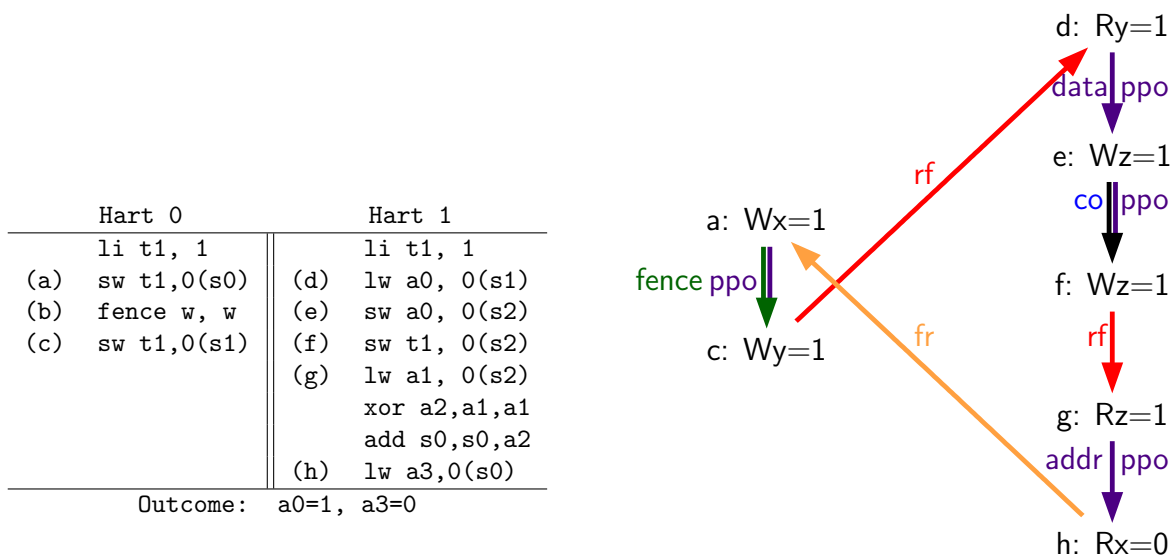 Hart 0 Hart 1
li t1, 1 li t1, 1
(a) sw t1,0(s0) (d) lw a0, 0(s1)
(b) fence w, w (e) sw a0, 0(s2)
(c) sw t1,0(s1) (f) sw t1, 0(s2)
(g) lw a1, 0(s2)
xor a2,a1,a1
add s0,s0,a2
(h) lw a3,0(s0)
Outcome: a0=1, a3=0
d: Ry=1
data ppo
e: Wz=1
rf
co ppo
a: Wx=1
fence ppo
f: Wz=1
fr
rf
c: Wy=1
g: Rz=1
addr ppo
h: Rx=0